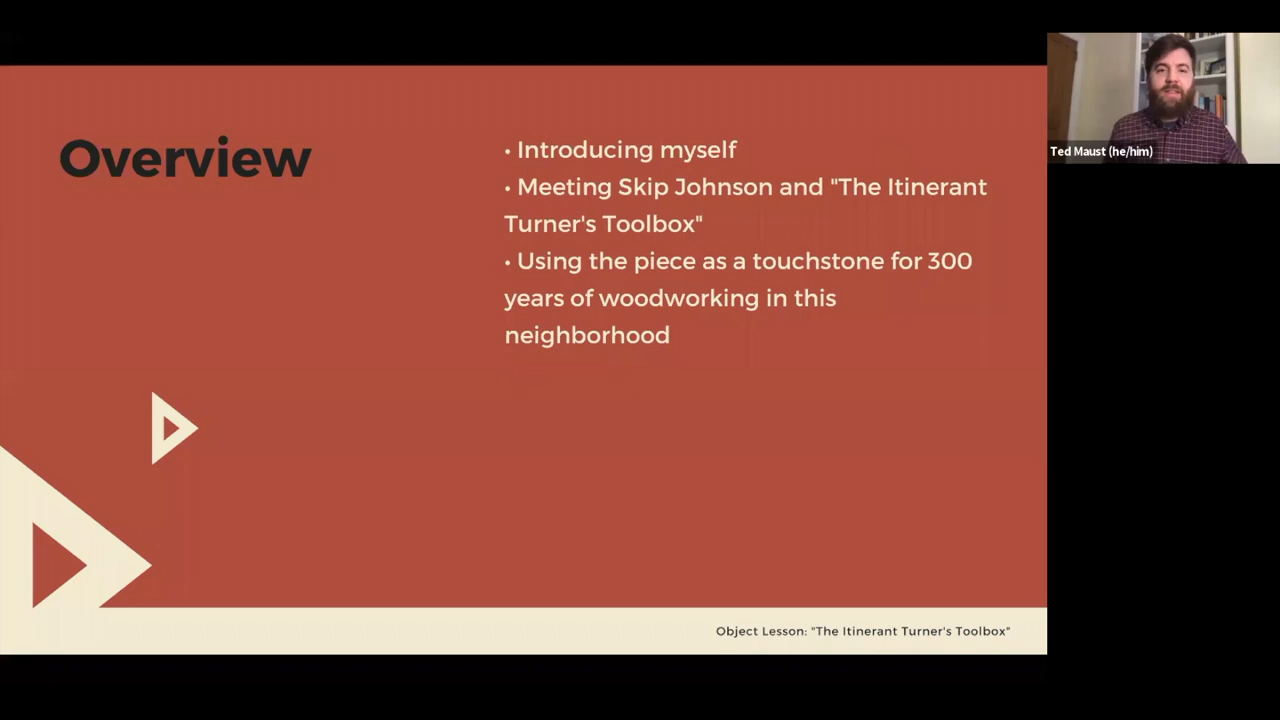 Overview
• Introducing myself
• Meeting Skip Johnson and "The Itinerant
Turner's Toolbox"
• Using the piece as a touchstone for 300
years of woodworking in this
neighborhood
Object Lesson: "The Itinerant Turner's Toolbox"
Ted Maust (he/him)